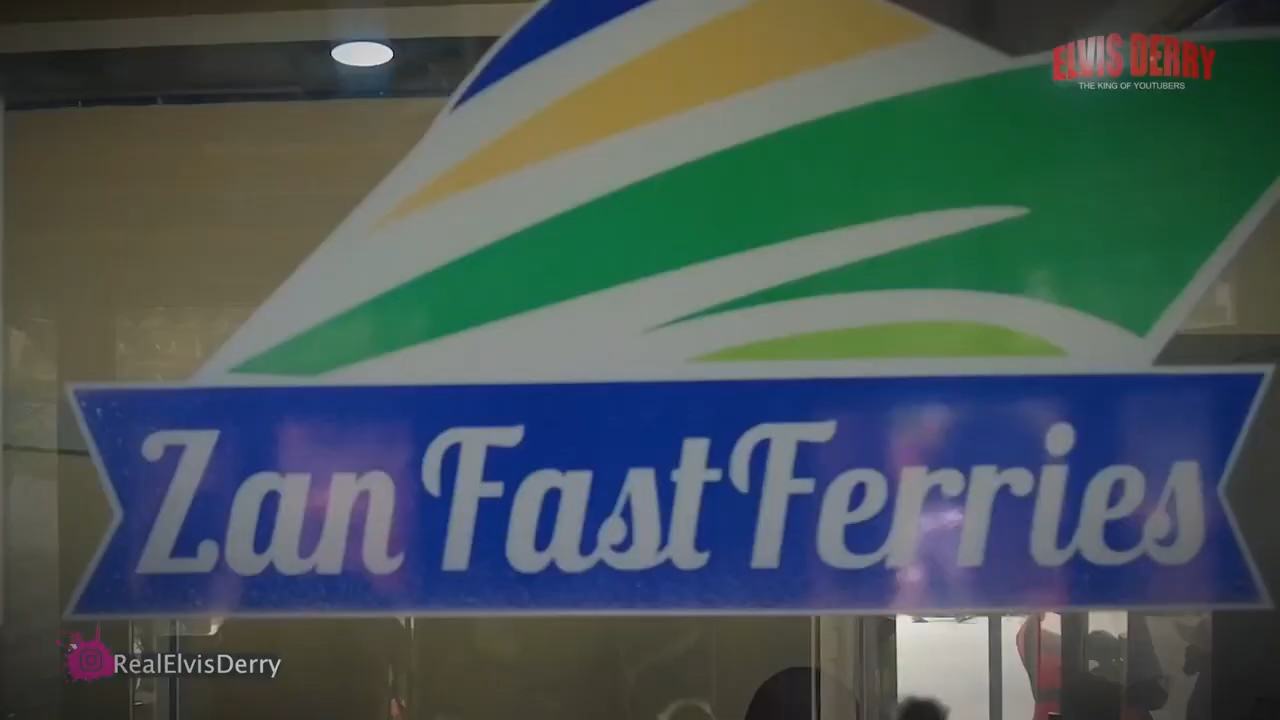 ELVIS DERRY
THE KING OF YOUTUBERS
Zan Fast Ferries
RealElvisDerry